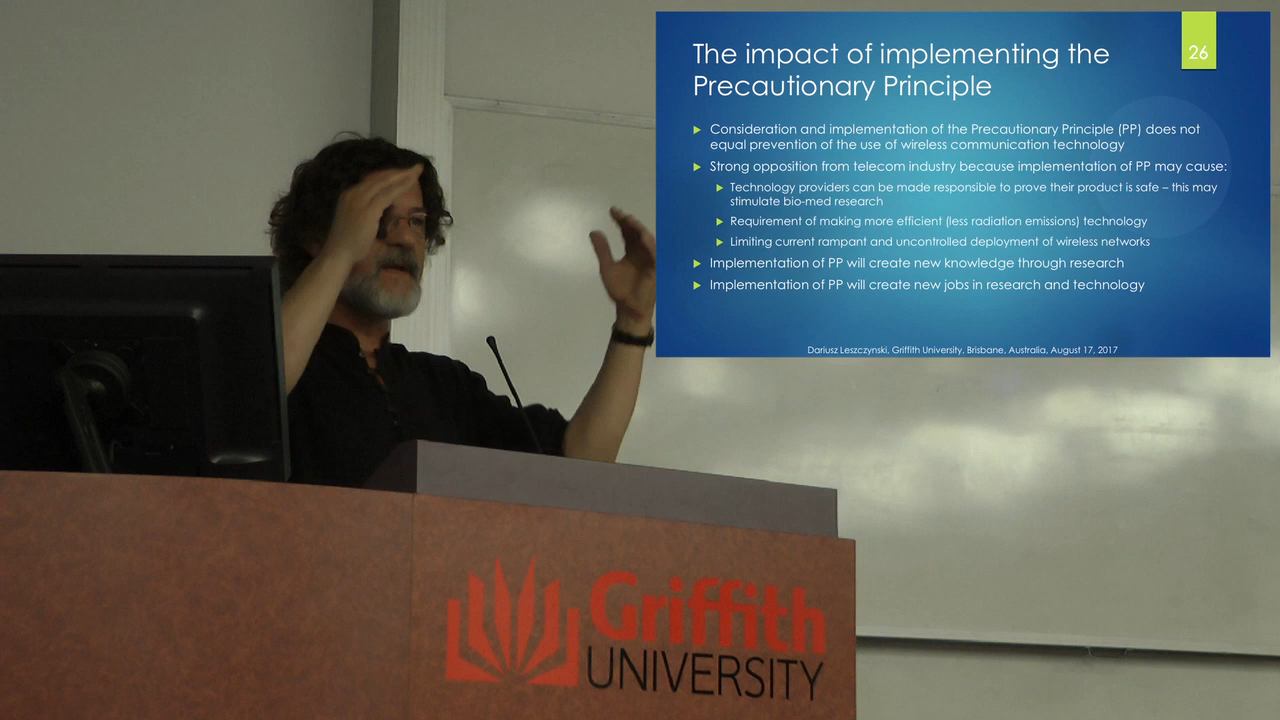 The impact of implementing the
Precautionary Principle
26
► Consideration and implementation of the Precautionary Principle (PP) does not
equal prevention of the use of wireless communication technology
► Strong opposition from telecom industry because implementation of PP may cause:
► Technology providers can be made responsible to prove their product is safe – this may
stimulate bio-med research
► Requirement of making more efficient (less radiation emissions) technology
► Limiting current rampant and uncontrolled deployment of wireless networks
► Implementation of PP will create new knowledge through research
► Implementation of PP will create new jobs in research and technology
Dariusz Leszczynski, Griffith University, Brisbane, Australia, August 17, 2017
Griffith
UNIVERSITY